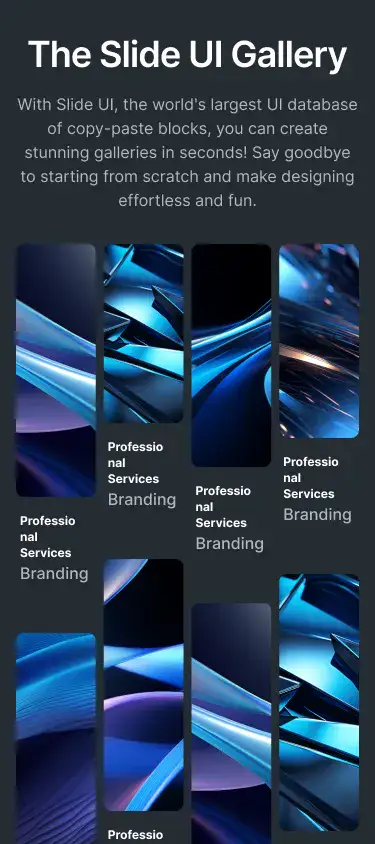 The Slide UI Gallery
With Slide UI, the world's largest UI database
of copy-paste blocks, you can create
stunning galleries in seconds! Say goodbye
to starting from scratch and make designing
effortless and fun.
Professio
nal
Services
Branding
Professio
nal
Services
Branding
Professio
nal
Services
Branding
Professio
nal
Services
Branding
Professio